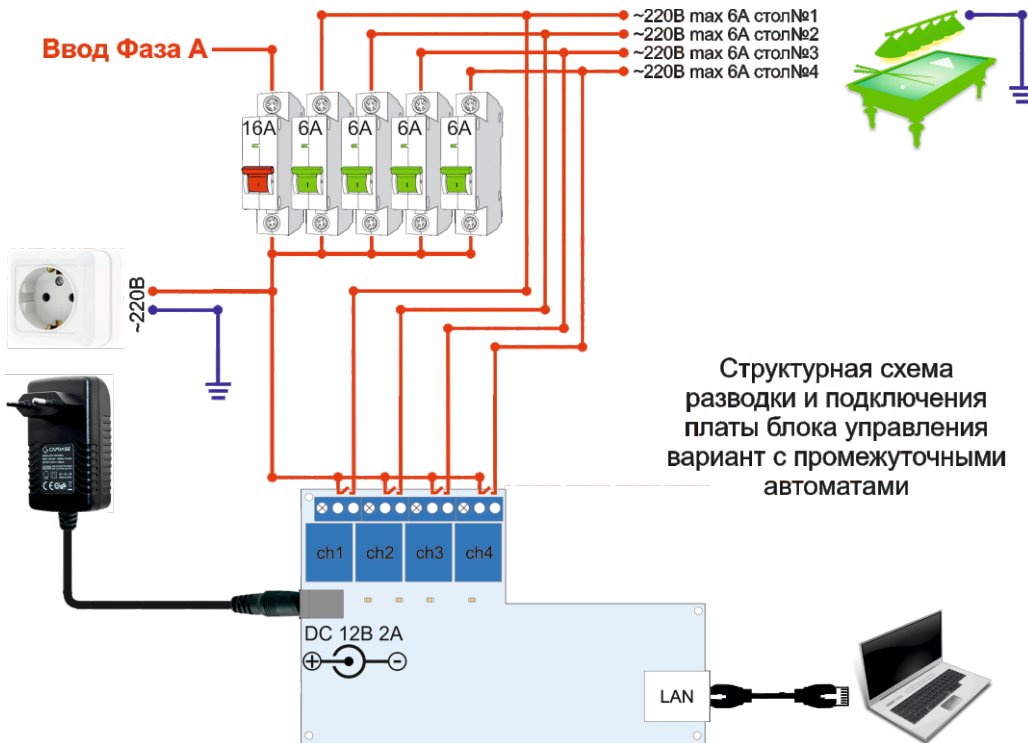 Ввод Фаза А
~220В max 6А стол№1
~220В max 6А стол№2
~220В max 6А стол№3
~220В max 6А стол№4
16А
6А
6А
6А
6А
~220В
Структурная схема
разводки и подключения
платы блока управления
вариант с промежуточными
автоматами
CAPDASE
ch1
ch2
ch3
ch4
DC 12В 2А
LAN